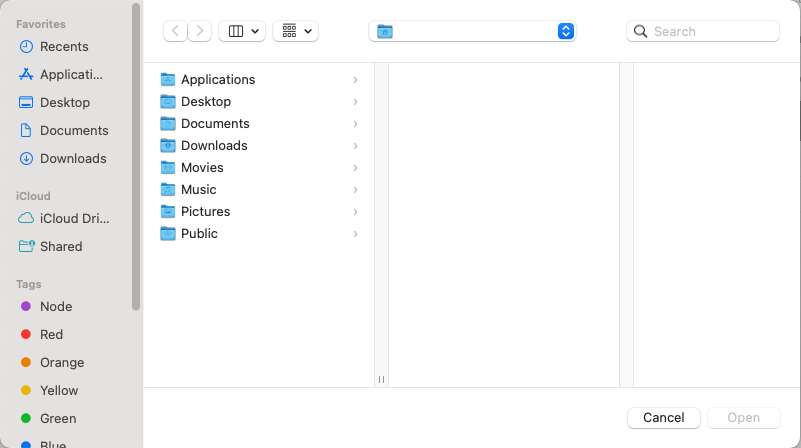 Favorites
Recents
Applicati...
Desktop
Documents
Downloads
iCloud
iCloud Dri...
Shared
Tags
Node
Red
Orange
Yellow
Green
Blue
Search
Applications
Desktop
Documents
Downloads
Movies
Music
Pictures
Public
Cancel
Open